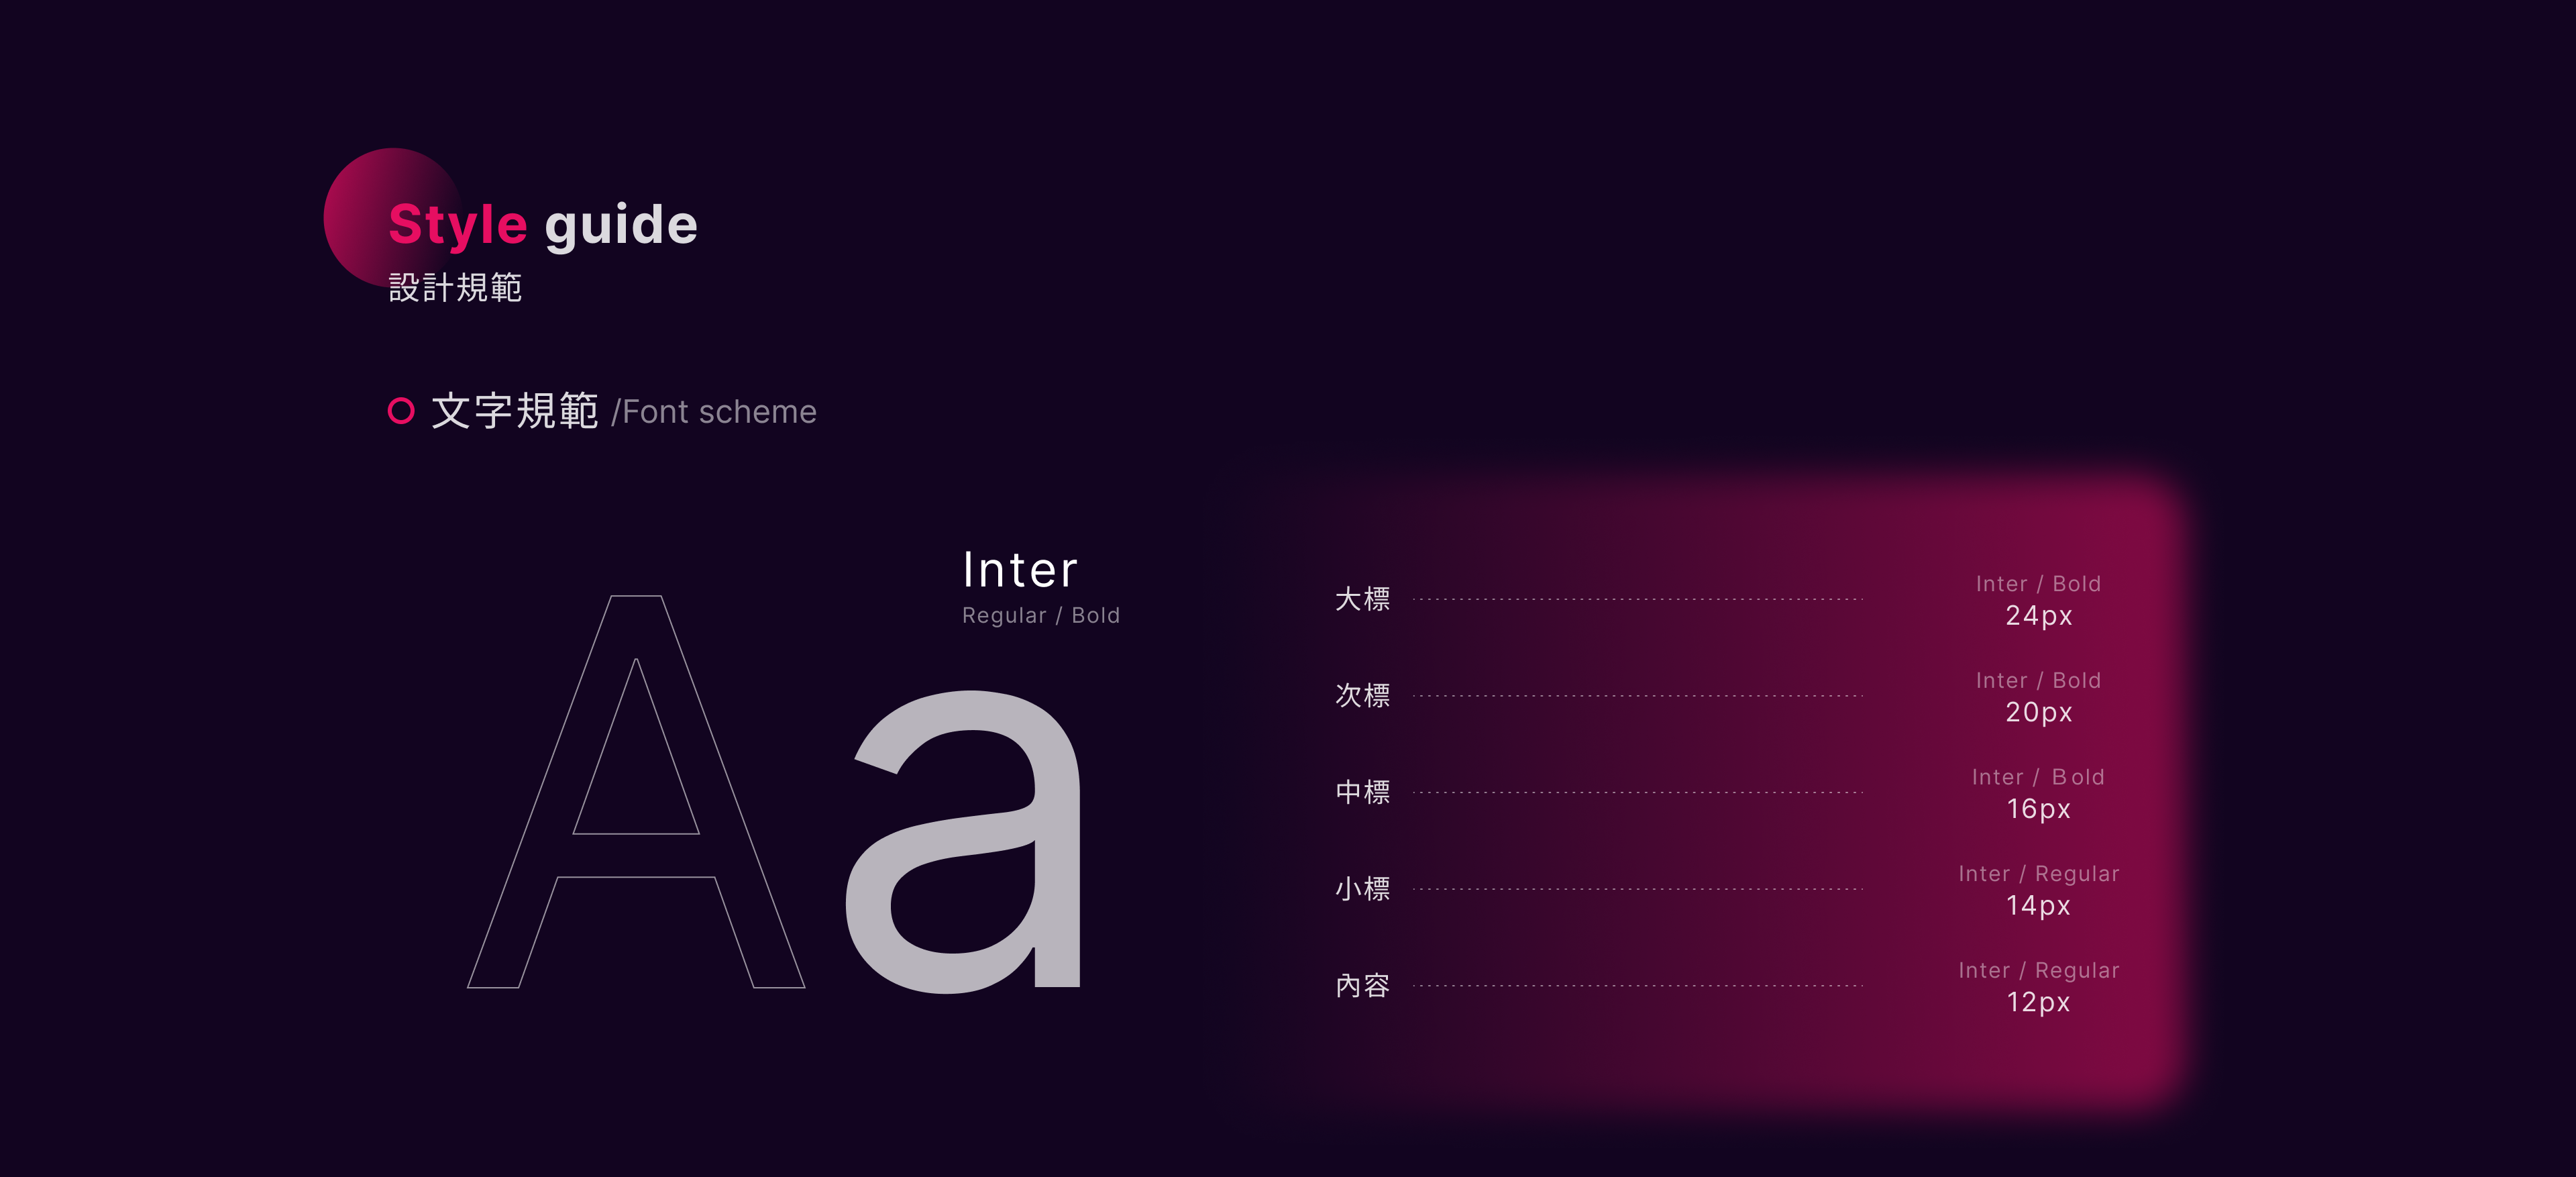 Style guide
設計規範
文字規範 /Font scheme
Inter
Regular / Bold
Aa
大標
Inter / Bold
24px
次標
Inter / Bold
20px
中標
Inter / Bold
16px
小標
Inter / Regular
14px
內容
Inter / Regular
12px